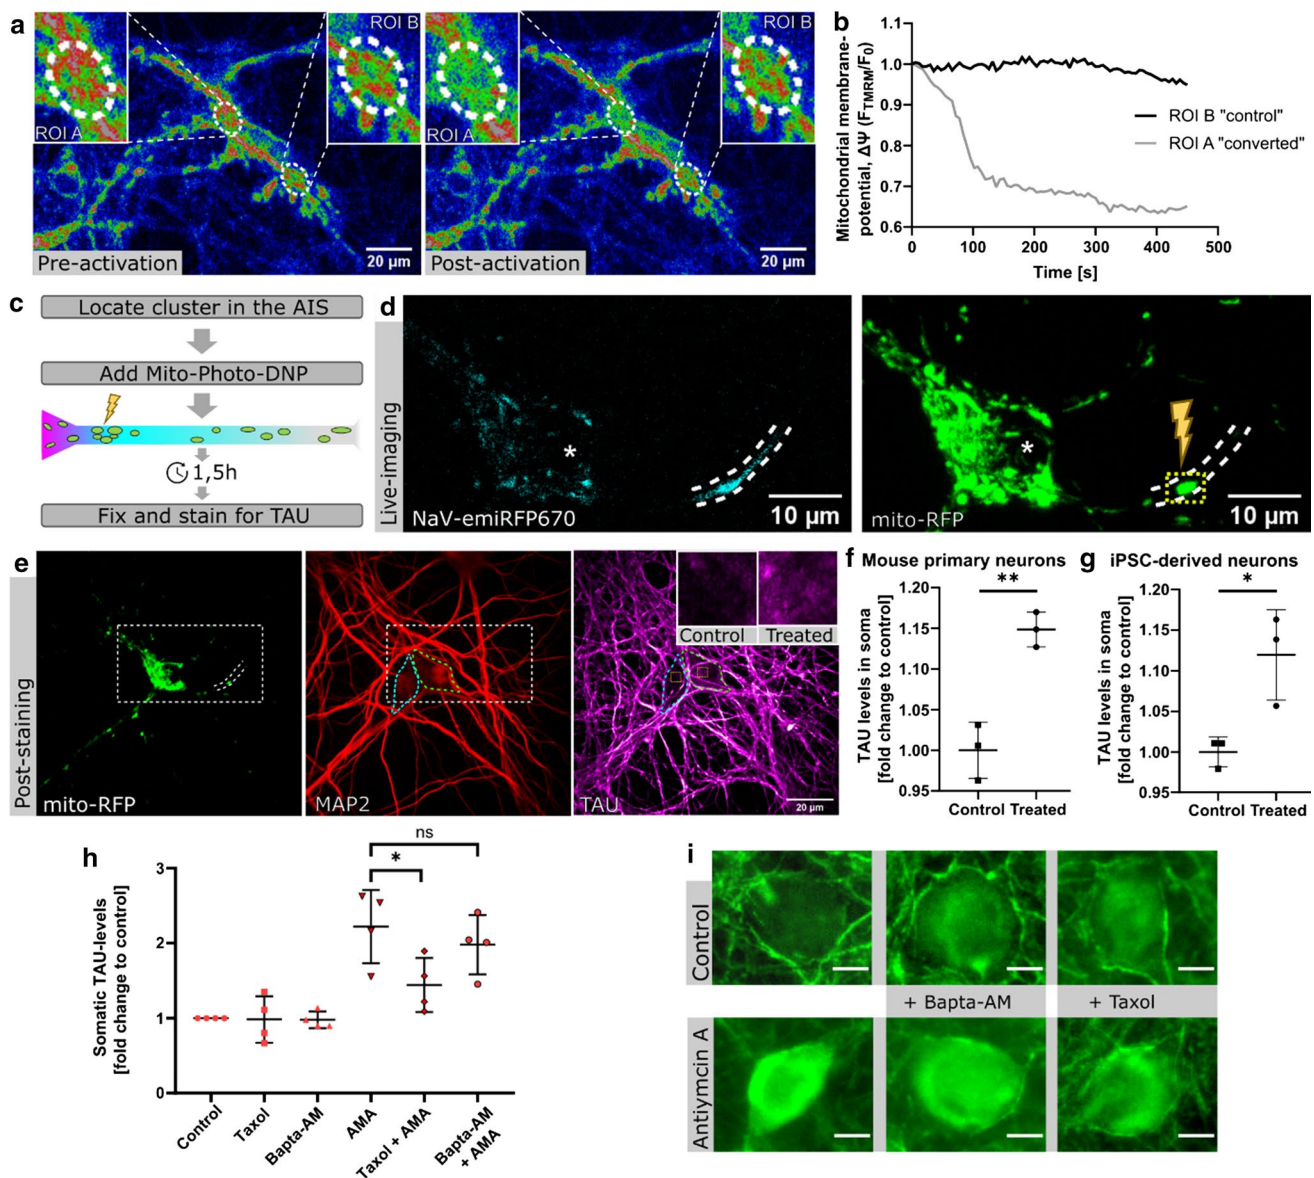 a
ROI B
ROI A
Pre-activation
20 µm
ROI B
ROI A
Post-activation
20 µm
b
Mitochondrial membrane-
potential, ΔΨ (FTMRM/F0)
1.1
1.0
0.9
0.8
0.7
0.6
0
100
200
300
400
500
Time [s]
ROI B "control"
ROI A "converted"
c
Locate cluster in the AIS
Add Mito-Photo-DNP
1,5h
Fix and stain for TAU
d
Live-imaging
*
NaV-emiRFP670
10 µm
*
mito-RFP
10 µm
e
Post-staining
mito-RFP
MAP2
Control
Treated
TAU
20 µm
f
Mouse primary neurons
**
TAU levels in soma
[fold change to control]
1.20
1.15
1.10
1.05
1.00
0.95
Control Treated
g
iPSC-derived neurons
*
TAU levels in soma
[fold change to control]
1.20
1.15
1.10
1.05
1.00
0.95
Control Treated
h
Somatic TAU-levels
[fold change to control]
3
2
1
0
ns
*
Control
Taxol
Bapta-AM
AMA
Taxol + AMA
Bapta-AM
+ AMA
i
Control
+ Bapta-AM
+ Taxol
Antiymcin A